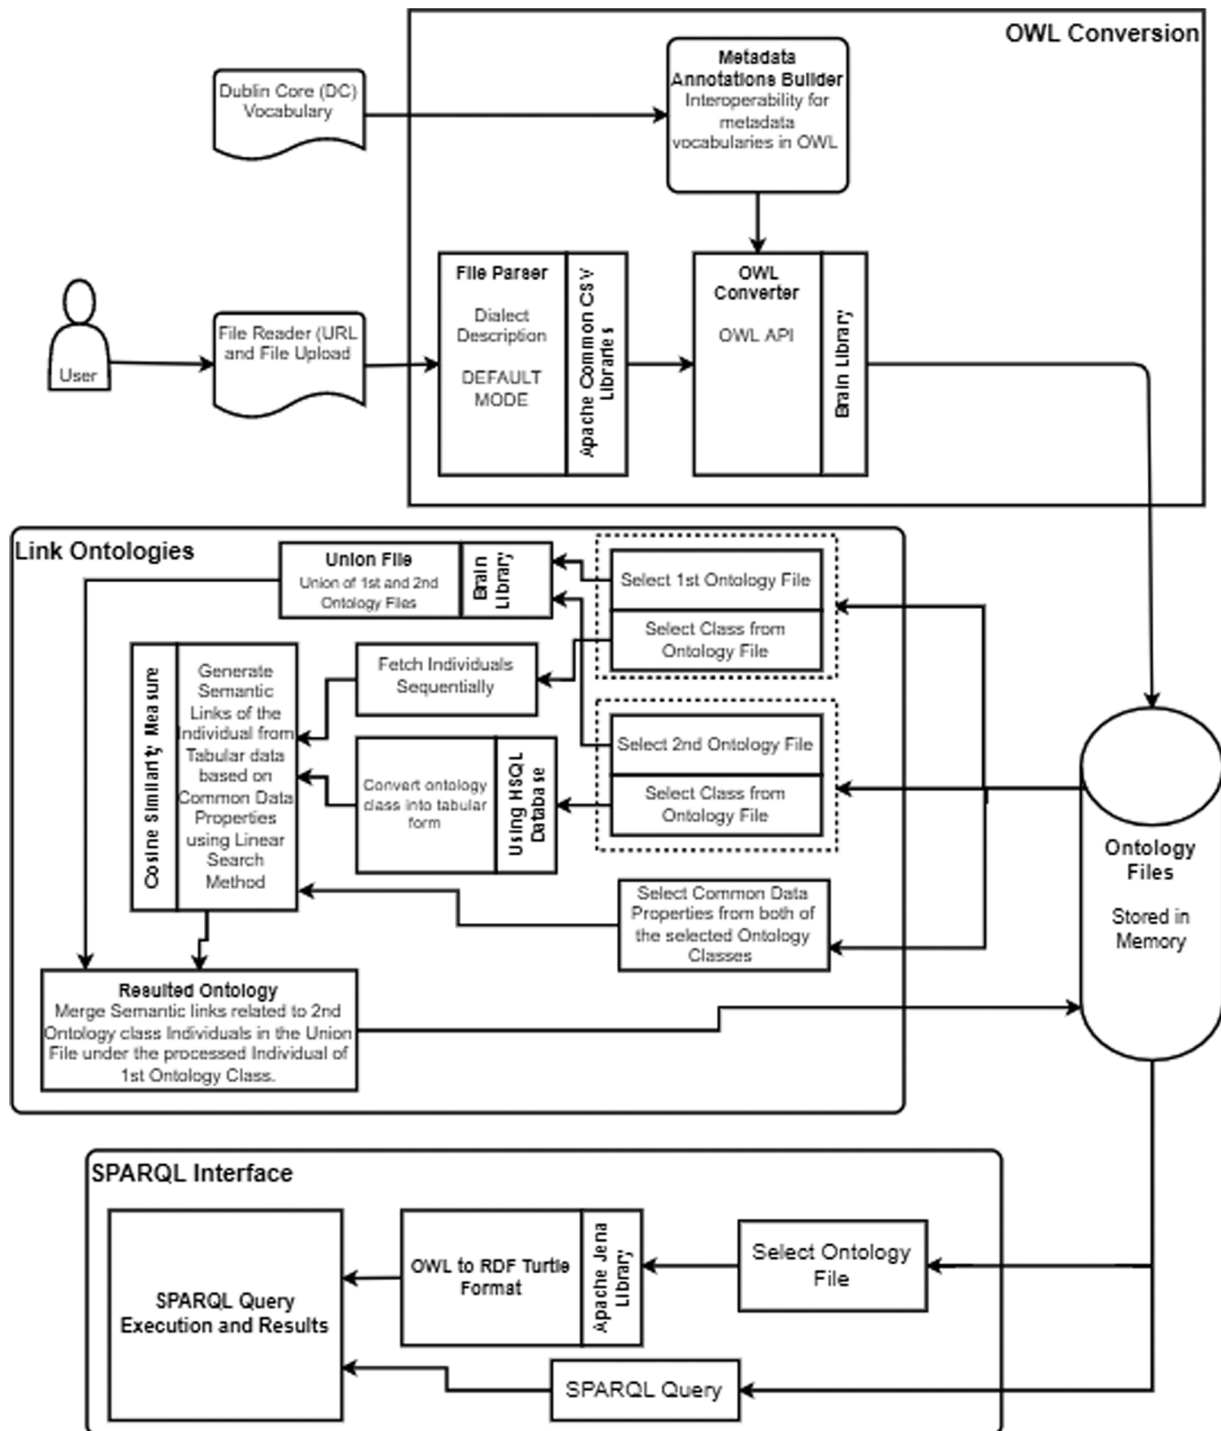 OWL Conversion
Dublin Core (DC)
Vocabulary
Metadata
Annotations Builder
Interoperability for
metadata
vocabularies in OWL
User
File Reader (URL
and File Upload
File Parser
Dialect
Description
DEFAULT
MODE
Apache Common CSV
Libraries
OWL
Converter
OWL API
Brain Library
Link Ontologies
Union File
Union of 1st and 2nd
Ontology Files
Brain
Library
Select 1st Ontology File
Select Class from
Ontology File
Fetch Individuals
Sequentially
Cosine Similarity Measure
Generate
Semantic
Links of the
Individual from
Tabular data
based on
Common Data
Properties
using Linear
Search
Method
Convert ontology
class into tabular
form
Using HSQL
Database
Select 2nd Ontology File
Select Class from
Ontology File
Select Common Data
Properties from both of
the selected Ontology
Classes
Ontology
Files
Stored in
Memory
Resulted Ontology
Merge Semantic links related to 2nd
Ontology class Individuals in the Union
File under the processed Individual of
1st Ontology Class.
SPARQL Interface
SPARQL Query
Execution and Results
OWL to RDF Turtle
Format
Apache Jena
Library
Select Ontology
File
SPARQL Query